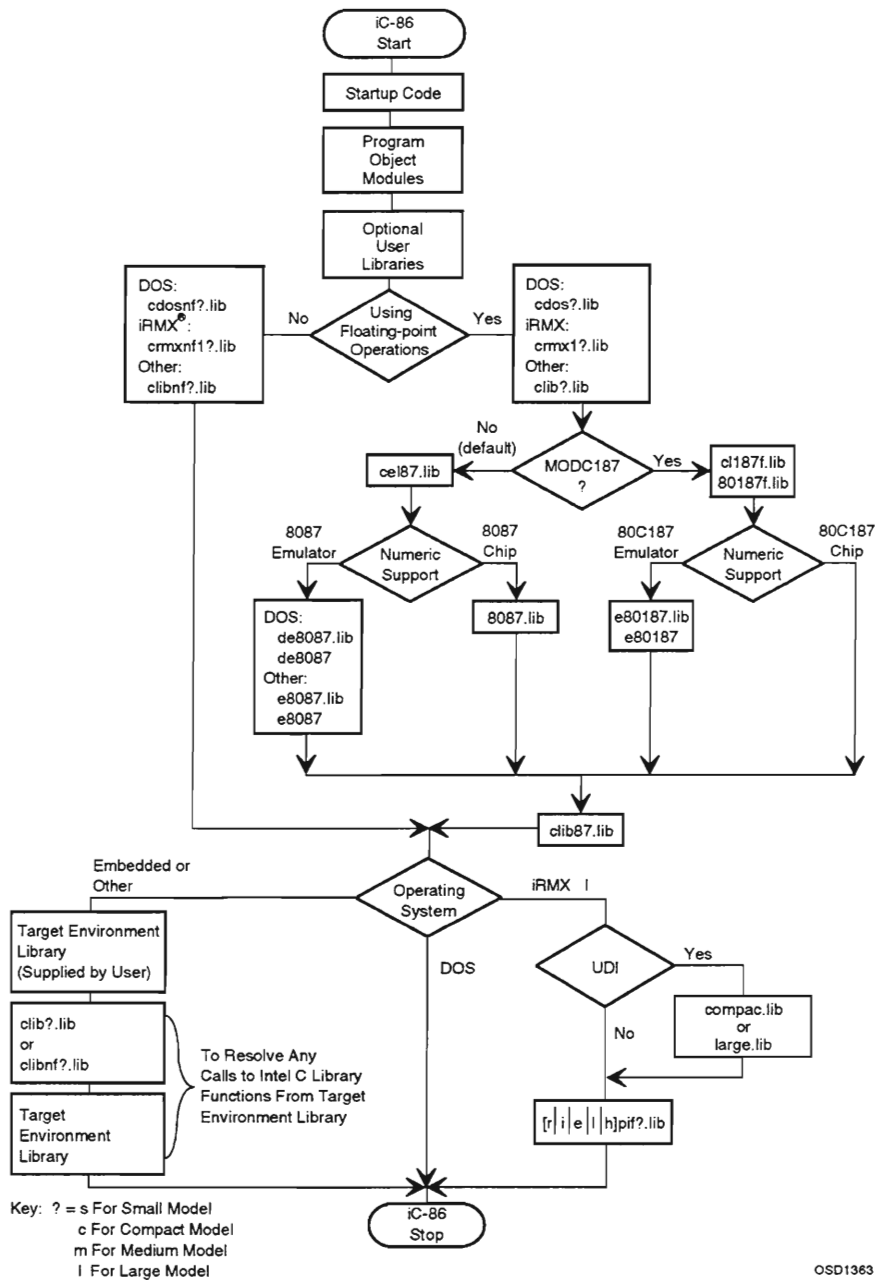 iC-86
Start
Startup Code
Program
Object
Modules
Optional
User
Libraries
DOS:
cdosnf?.lib
iRMX®:
crmxnf1?.lib
Other:
clibnf?.lib
No
Using
Floating-point
Operations
Yes
DOS:
cdos?.lib
iRMX:
crmx1?.lib
Other:
clib?.lib
No
(default)
cel87.lib
MODC187
?
Yes
cl187f.lib
80187f.lib
8087
Emulator
Numeric
Support
8087
Chip
80C187
Emulator
Numeric
Support
80C187
Chip
DOS:
de8087.lib
de8087
Other:
e8087.lib
e8087
8087.lib
e80187.lib
e80187
clib87.lib
Embedded or
Other
Operating
System
iRMX I
DOS
Target Environment
Library
(Supplied by User)
UDI
Yes
compac.lib
or
large.lib
No
clib?.lib
or
clibnf?.lib
To Resolve Any
Calls to Intel C Library
Functions From Target
Environment Library
Target
Environment
Library
[r|i|e|l|h]pif?.lib
iC-86
Stop
Key: ? = s For Small Model
c For Compact Model
m For Medium Model
l For Large Model
OSD1363